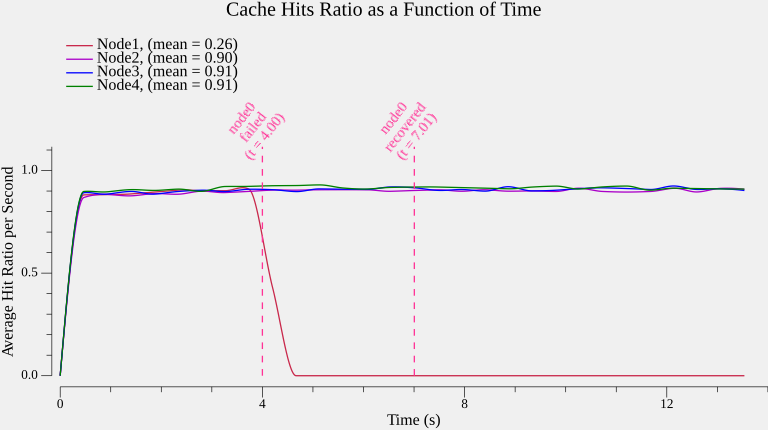 Cache Hits Ratio as a Function of Time
Node1, (mean = 0.26)
Node2, (mean = 0.90)
Node3, (mean = 0.91)
Node4, (mean = 0.91)
node0
failed
(t = 4.00)
node0
recovered
(t = 7.01)
Average Hit Ratio per Second
1.0
0.5
0.0
0
4
8
12
Time (s)